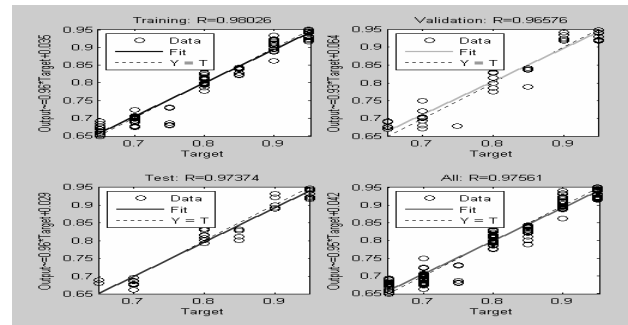 Training: R=0.98026
Output~=0.96*Target+0.035
0.95
0.9
0.85
0.8
0.75
0.7
0.65
Data
Fit
Y = T
0.7
0.8
0.9
Target
Validation: R=0.96576
Output~=0.93*Target+0.064
0.95
0.9
0.85
0.8
0.75
0.7
0.65
Data
Fit
Y = T
0.7
0.8
0.9
Target
Test: R=0.97374
Output~=0.96*Target+0.029
0.95
0.9
0.85
0.8
0.75
0.7
0.65
Data
Fit
Y = T
0.7
0.8
0.9
Target
All: R=0.97561
Output~=0.95*Target+0.042
0.95
0.9
0.85
0.8
0.75
0.7
0.65
Data
Fit
Y = T
0.7
0.8
0.9
Target